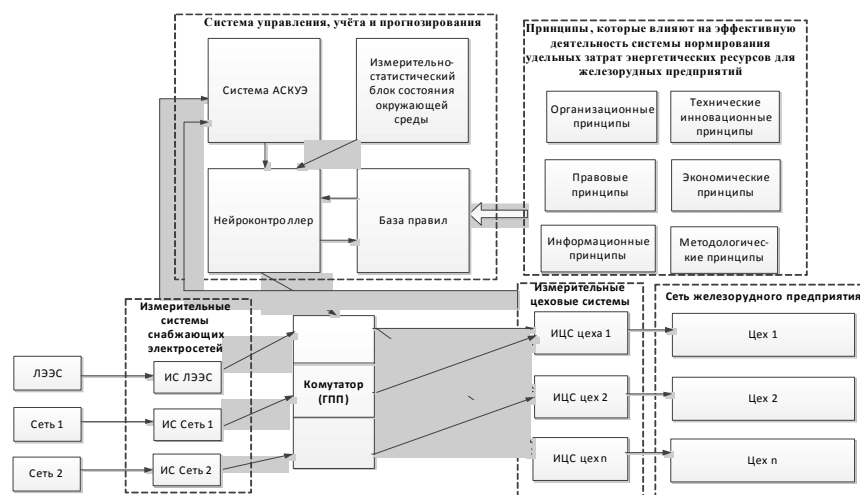 Система управления, учёта и прогнозирования
Система АСКУЭ
Измерительно-
статистический
блок состояния
окружающей
среды
Нейроконтроллер
База правил
Принципы, которые влияют на эффективную
деятельность системы нормирования
удельных затрат энергетических ресурсов для
железорудных предприятий
Организационные
принципы
Технические
инновационные
принципы
Правовые
принципы
Экономические
принципы
Информационные
принципы
Методологичес-
кие принципы
Измерительные
системы
снабжающих
электросетей
ЛЭЭС
ИС ЛЭЭС
Сеть 1
ИС Сеть 1
Сеть 2
ИС Сеть 2
Комутатор
(ГПП)
Измерительные
цеховые системы
ИЦС цеха 1
ИЦС цех 2
ИЦС цех n
Сеть железорудного предприятия
Цех 1
Цех 2
Цех n